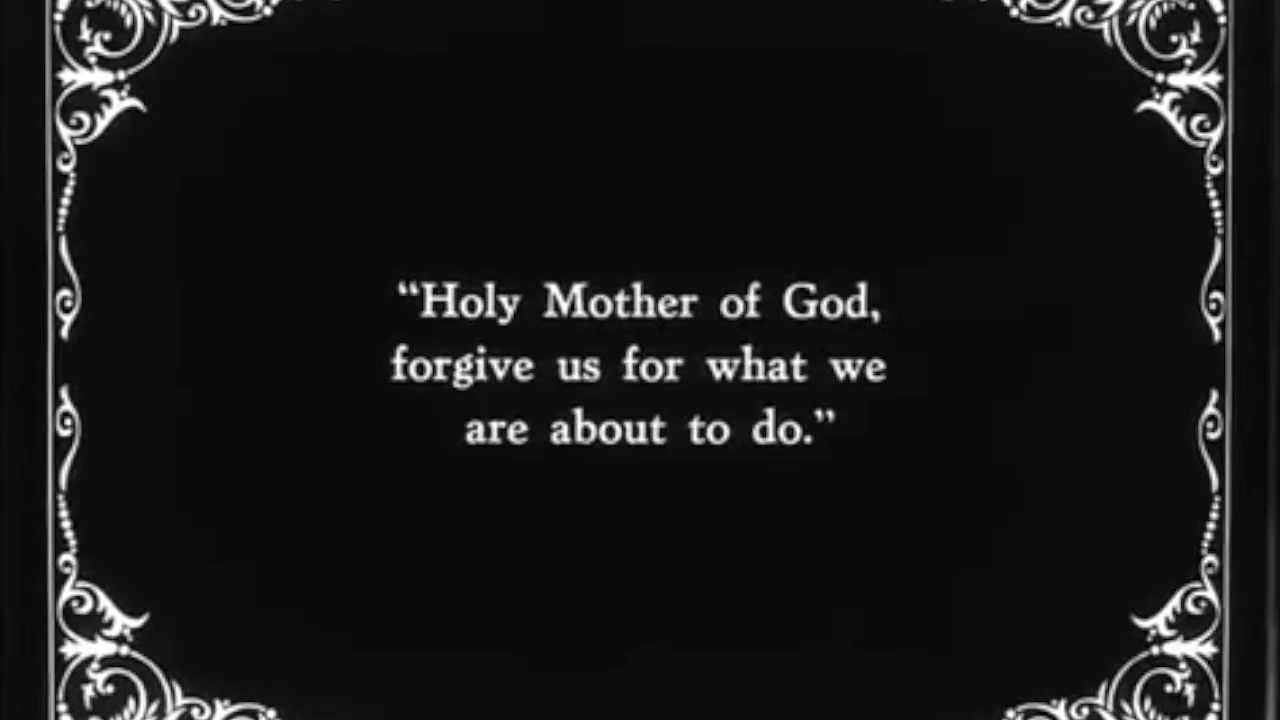 “Holy Mother of God,
forgive us for what we
are about to do.”